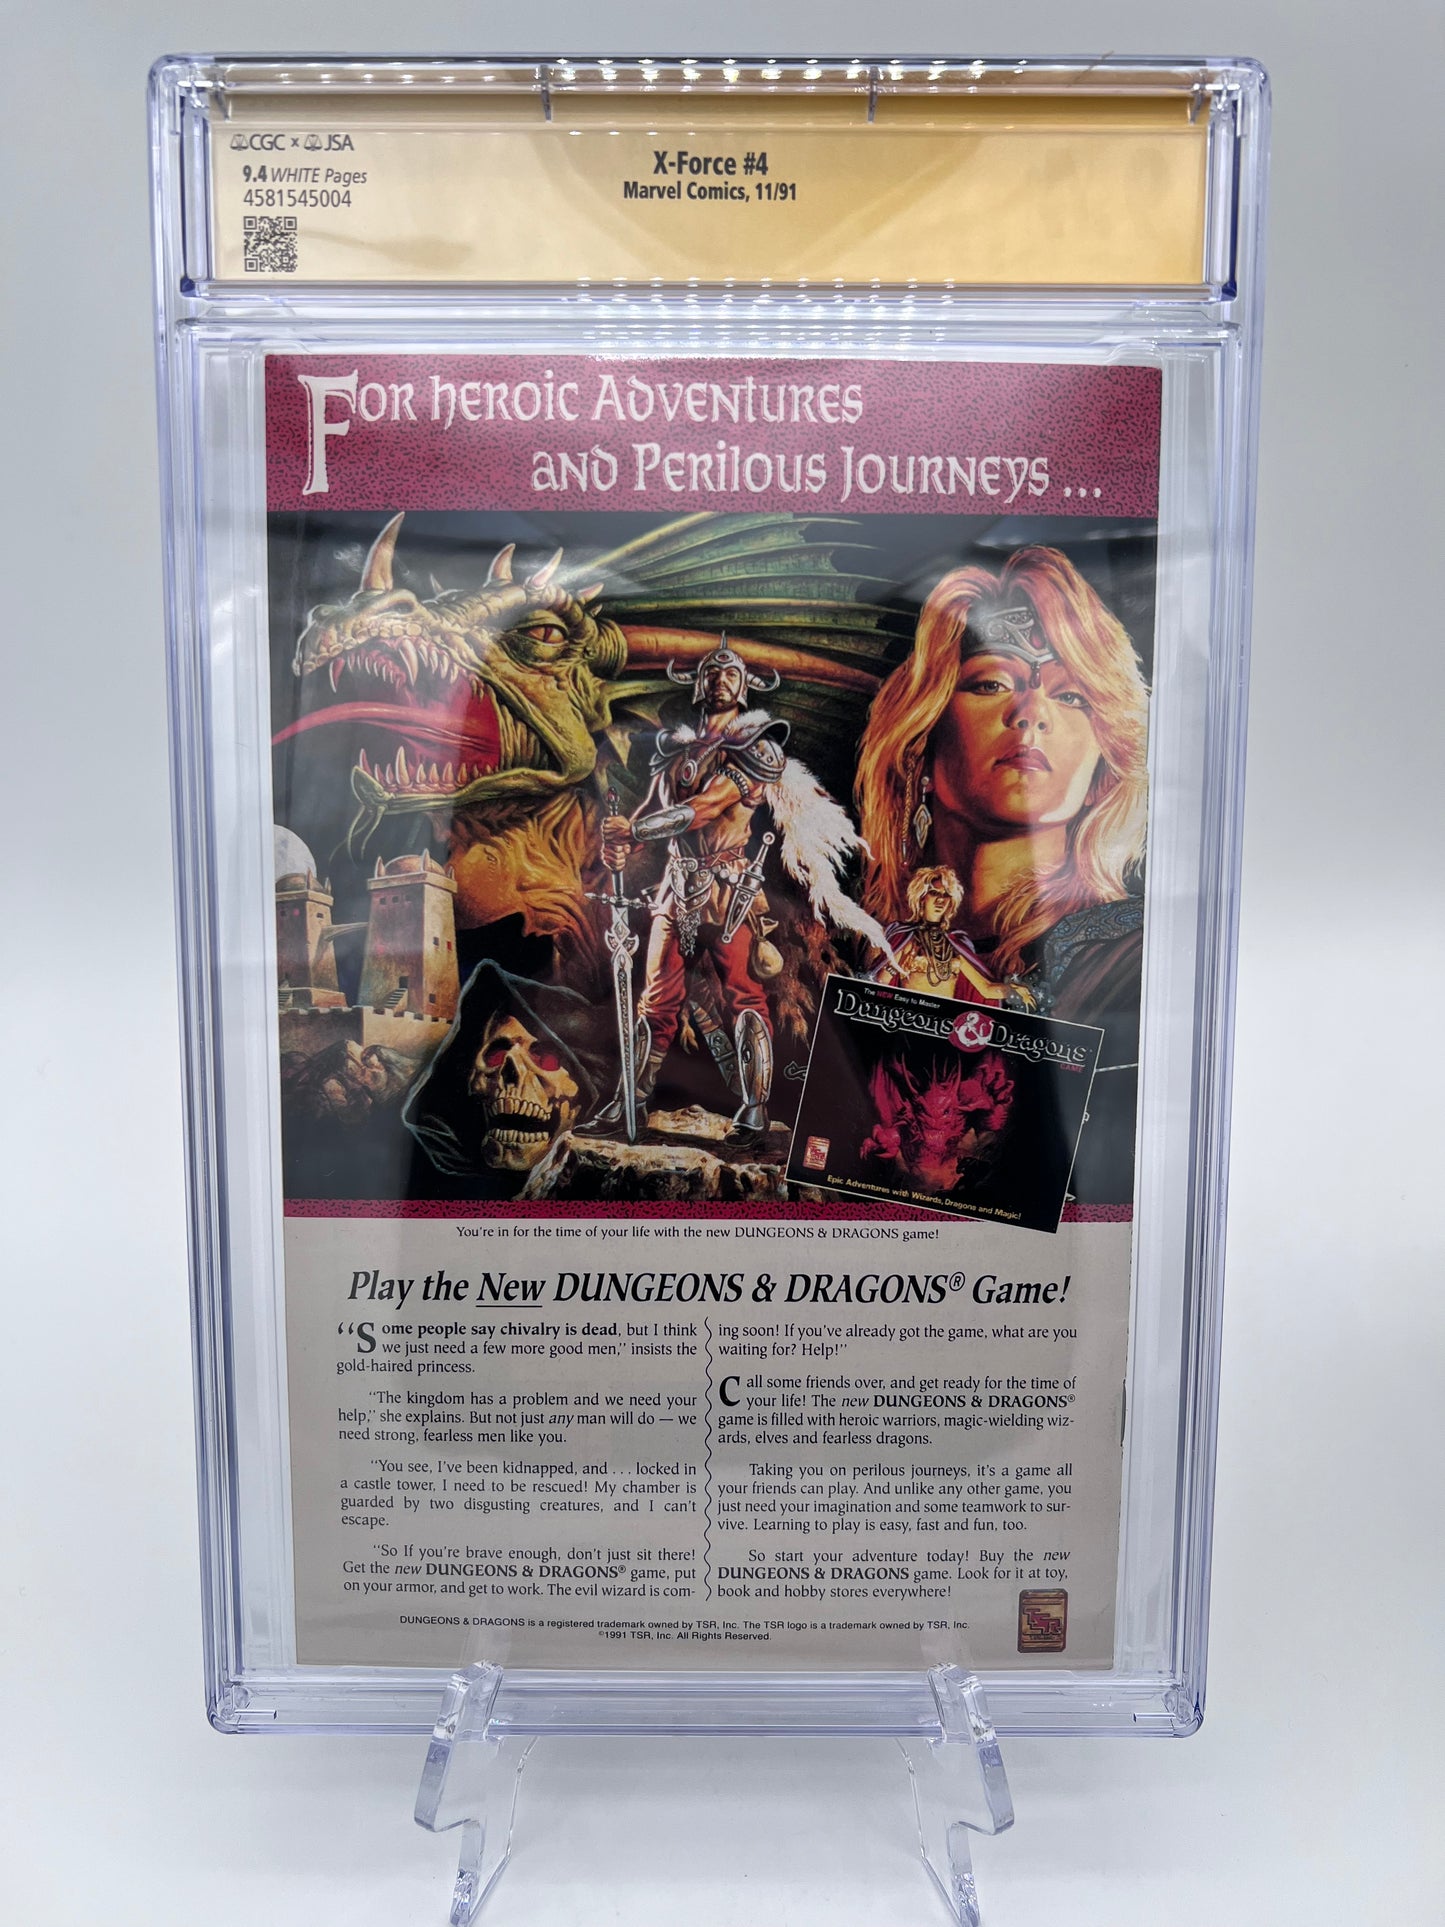 CGC x JSA
9.4 WHITE Pages
4581545004
X-Force #4
Marvel Comics, 11/91
FOR HEROIC ADVENTURES
AND PERILOUS JOURNEYS ...
The NEW Easy to Master
Dungeons & Dragons
GAME
TSR
Epic Adventures with Wizards, Dragons and Magic!
You're in for the time of your life with the new DUNGEONS & DRAGONS game!
Play the New DUNGEONS & DRAGONS® Game!
“Some people say chivalry is dead, but I think
we just need a few more good men,” insists the
gold-haired princess.
“The kingdom has a problem and we need your
help,” she explains. But not just any man will do — we
need strong, fearless men like you.
“You see, I've been kidnapped, and . . . locked in
a castle tower, I need to be rescued! My chamber is
guarded by two disgusting creatures, and I can't
escape.
“So If you're brave enough, don't just sit there!
Get the new DUNGEONS & DRAGONS® game, put
on your armor, and get to work. The evil wizard is com-
ing soon! If you've already got the game, what are you
waiting for? Help!”
Call some friends over, and get ready for the time of
your life! The new DUNGEONS & DRAGONS®
game is filled with heroic warriors, magic-wielding wiz-
ards, elves and fearless dragons.
Taking you on perilous journeys, it's a game all
your friends can play. And unlike any other game, you
just need your imagination and some teamwork to sur-
vive. Learning to play is easy, fast and fun, too.
So start your adventure today! Buy the new
DUNGEONS & DRAGONS game. Look for it at toy,
book and hobby stores everywhere!
DUNGEONS & DRAGONS is a registered trademark owned by TSR, Inc. The TSR logo is a trademark owned by TSR, Inc.
©1991 TSR, Inc. All Rights Reserved.
TSR